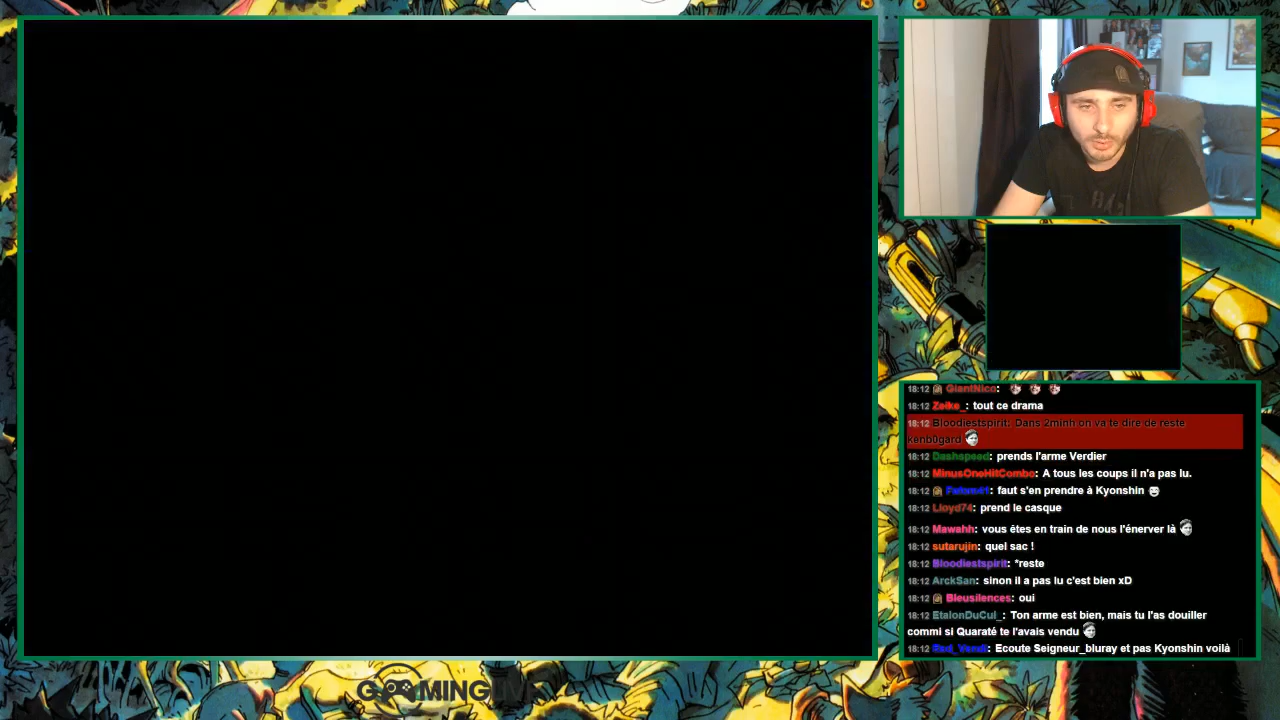 18:12 GiantNico:
18:12 Zeike_: tout ce drama
18:12 Bloodiestspirit: Dans 2minh on va te dire de reste
kenbûgard
18:12 Dashspeed: prends l'arme Verdier
18:12 MinusOneHitCombo: A tous les coups il n'a pas lu.
18:12 faut s'en prendre à Kyonshin
18:12 Lloyd74: prend le casque
18:12 Mawahh: vous êtes en train de nous l'énerver là
18:12 sutarujin: quel sac !
18:12 Bloodiestspirit: *reste
18:12 ArckSan: sinon il a pas lu c'est bien xD
18:12 Bleusilences: oui
18:12 EtalonDuCul_: Ton arme est bien, mais tu l'as douiller
commi si Quaraté te l'avais vendu
18:12 Ecoute Seigneur_bluray et pas Kyonshin voilà
GAMINGLIVE